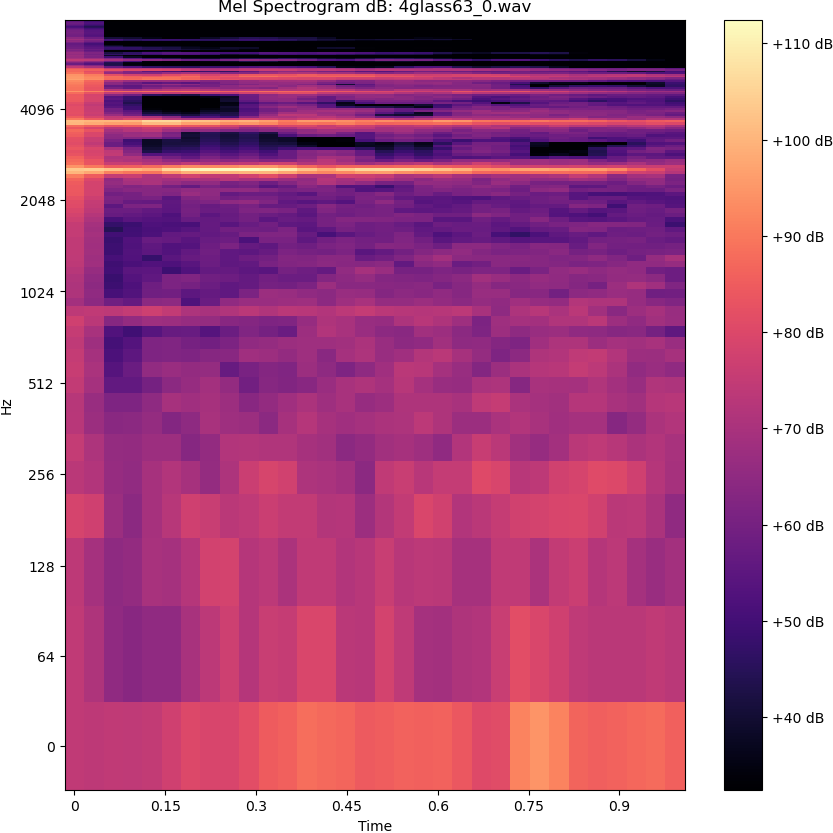 Mel Spectrogram dB: 4glass63_0.wav
+110 dB
4096
+100 dB
2048
+90 dB
1024
+80 dB
512
Hz
+70 dB
256
+60 dB
128
+50 dB
64
+40 dB
0
0 0.15 0.3 0.45 0.6 0.75 0.9
Time